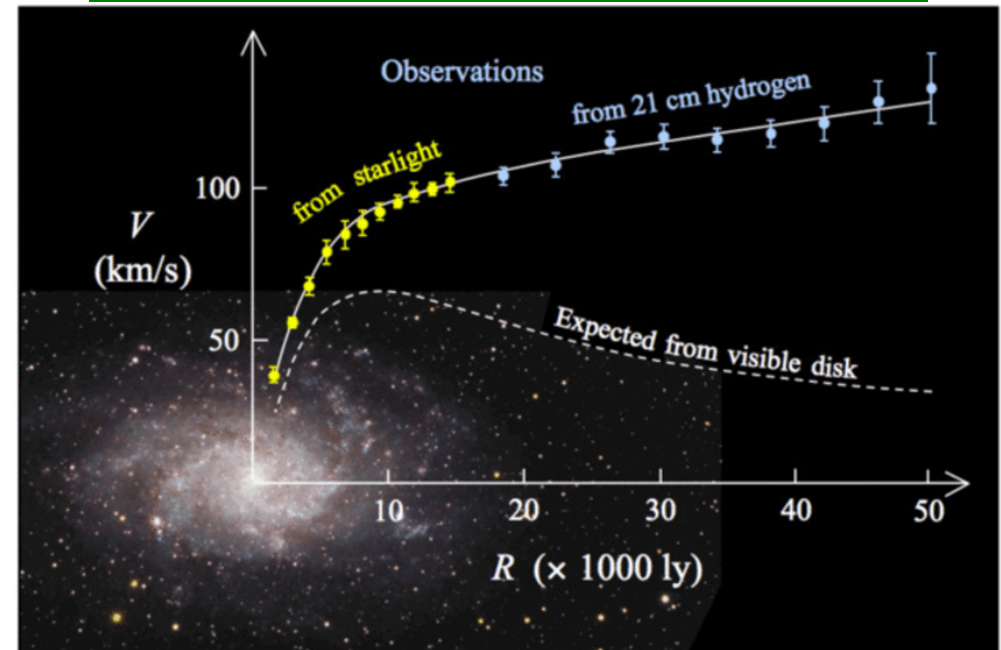 Observations
from 21 cm hydrogen
from starlight
100
V
(km/s)
50
Expected from visible disk
10
20
30
40
50
R (× 1000 ly)